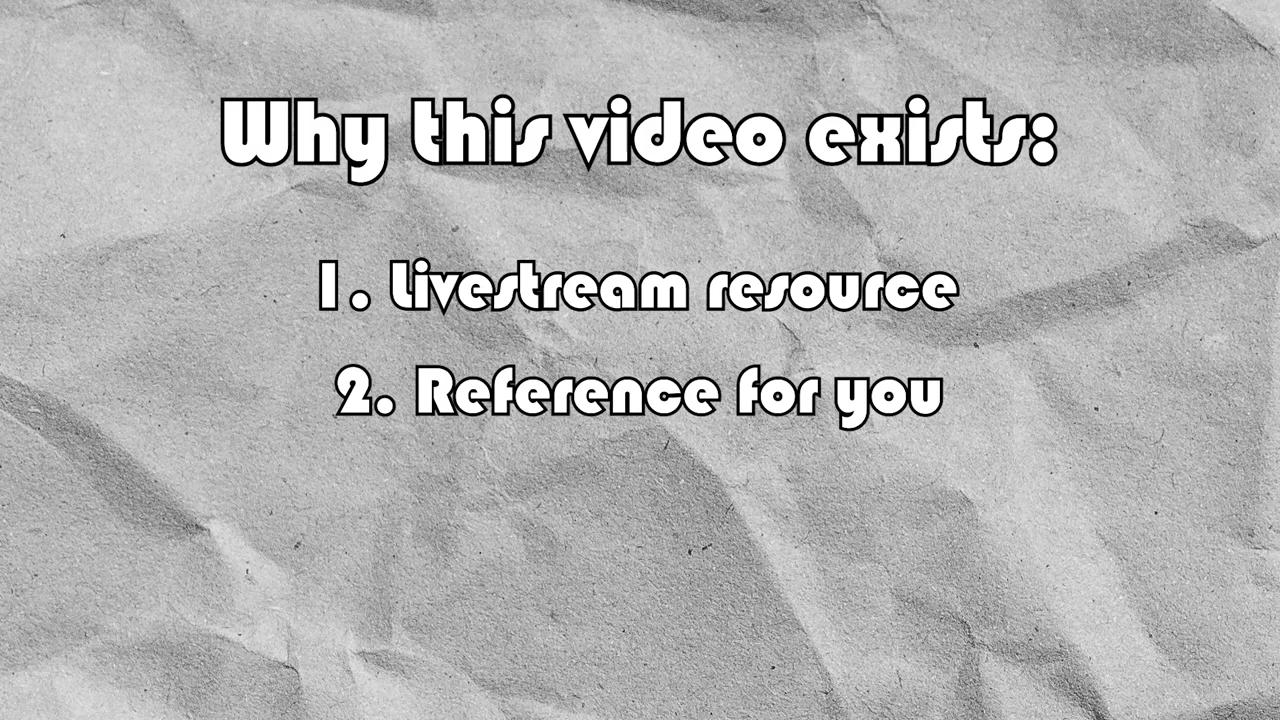 Why this video exists:
1. Livestream resource
2. Reference for you